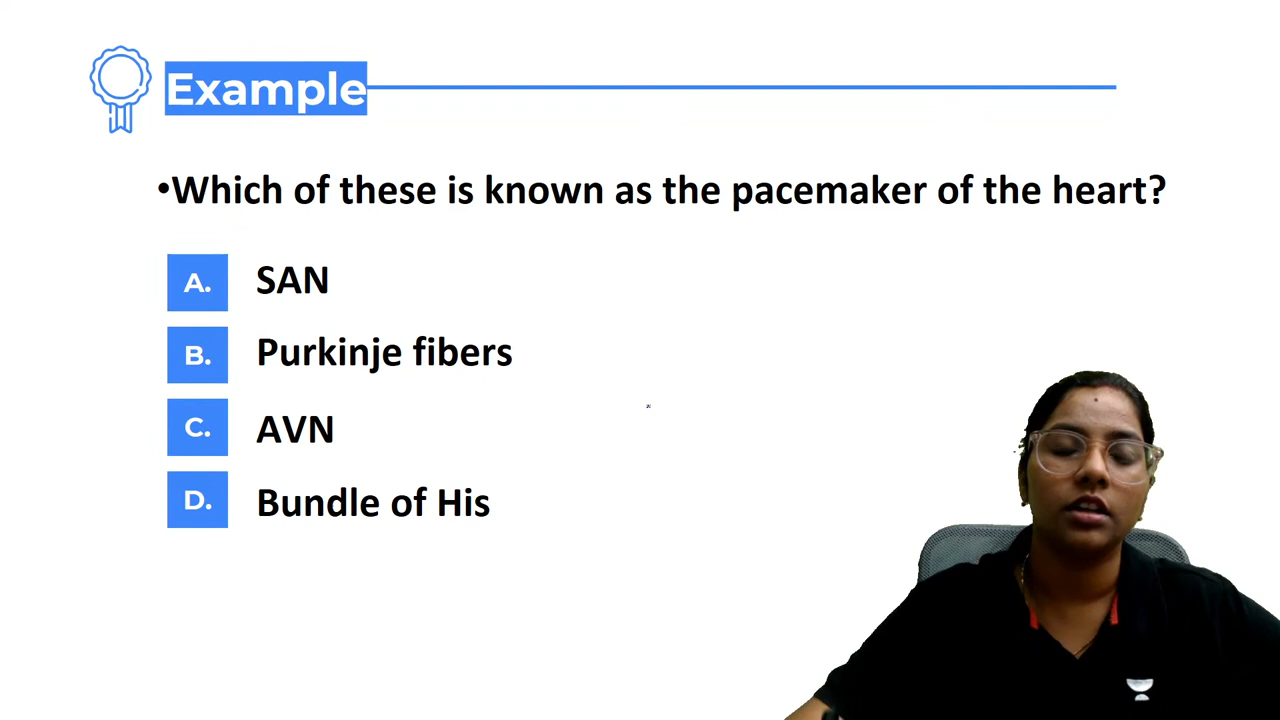 Example
•Which of these is known as the pacemaker of the heart?
A. SAN
B. Purkinje fibers
C. AVN
D. Bundle of His